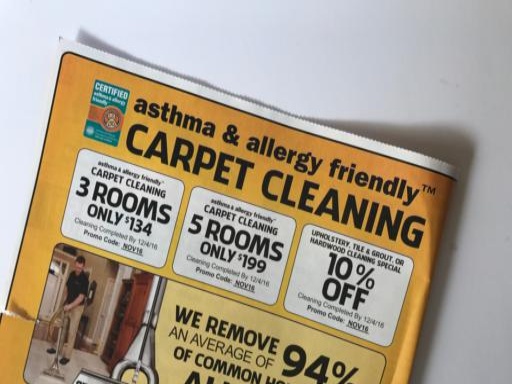 CERTIFIED
asthma & allergy
friendly
asthma & allergy friendly™
CARPET CLEANING
asthma & allergy friendly™
CARPET CLEANING
3 ROOMS
ONLY $134
Cleaning Completed By 12/4/16
Promo Code: NOV16
asthma & allergy friendly™
CARPET CLEANING
5 ROOMS
ONLY $199
Cleaning Completed By 12/4/16
Promo Code: NOV16
UPHOLSTERY, TILE & GROUT, OR
HARDWOOD CLEANING SPECIAL
10%
OFF
Cleaning Completed By 12/4/16
Promo Code: NOV16
WE REMOVE
AN AVERAGE OF 94%
OF COMMON